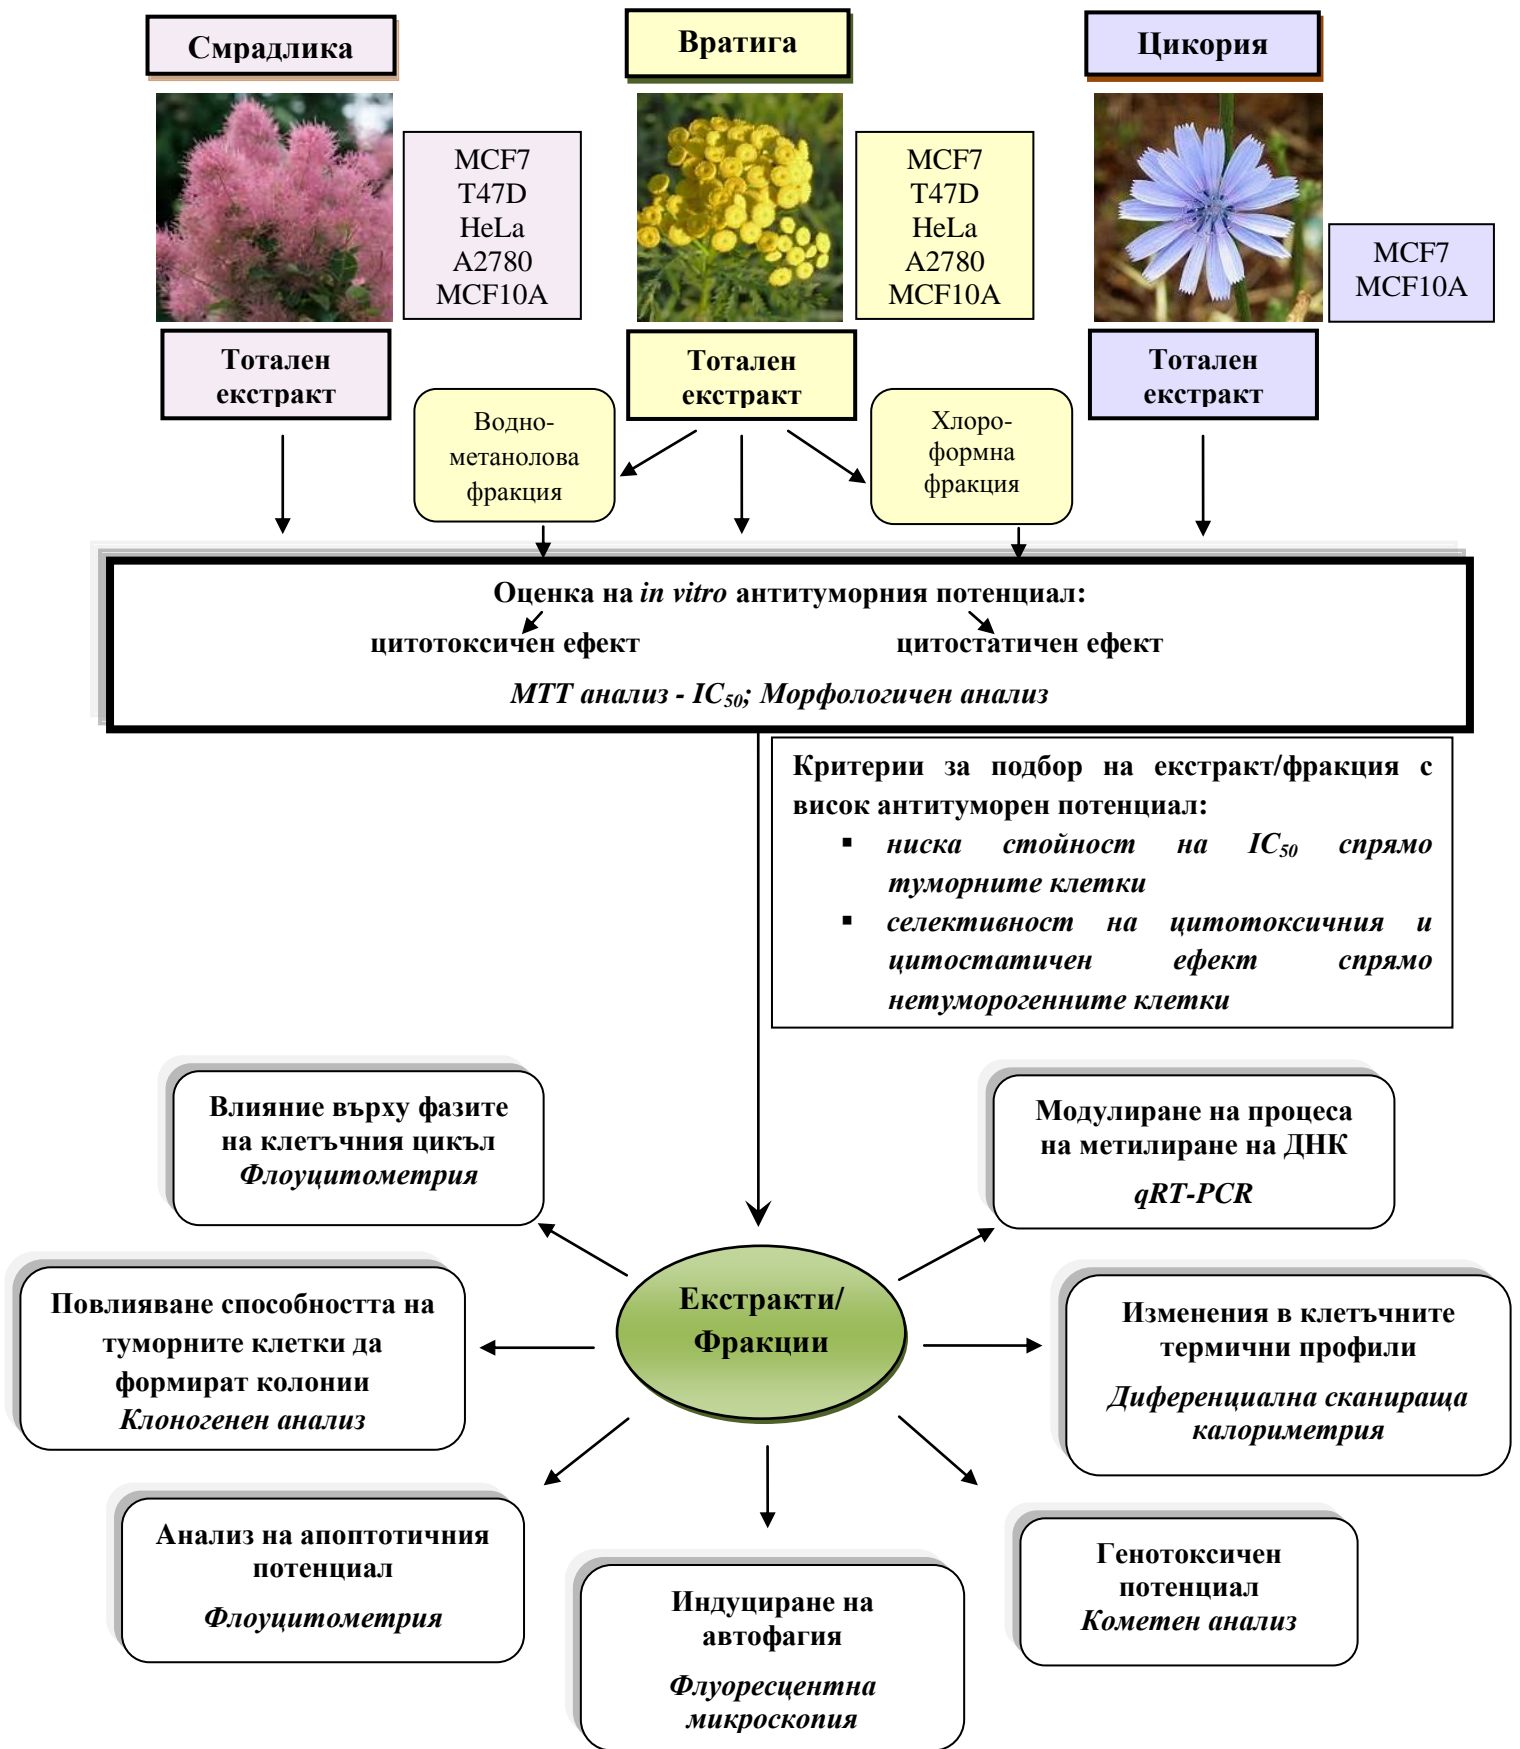 Смрадлика
Вратига
Цикория
MCF7
T47D
HeLa
A2780
MCF10A
MCF7
T47D
HeLa
A2780
MCF10A
MCF7
MCF10A
Тотален
екстракт
Тотален
екстракт
Тотален
екстракт
Водно-
метанолова
фракция
Хлоро-
формна
фракция
Оценка на in vitro антитуморния потенциал:
цитотоксичен ефект цитостатичен ефект
МТТ анализ - IC50; Морфологичен анализ
Критерии за подбор на екстракт/фракция с
висок антитуморен потенциал:
▪ ниска стойност на IC50 спрямо
туморните клетки
▪ селективност на цитотоксичния и
цитостатичен ефект спрямо
нетуморогенните клетки
Влияние върху фазите
на клетъчния цикъл
Флоуцитометрия
Модулиране на процеса
на метилиране на ДНК
qRT-PCR
Екстракти/
Фракции
Повлияване способността на
туморните клетки да
формират колонии
Клоногенен анализ
Изменения в клетъчните
термични профили
Диференциална сканираща
калориметрия
Анализ на апоптотичния
потенциал
Флоуцитометрия
Индуциране на
автофагия
Флуоресцентна
микроскопия
Генотоксичен
потенциал
Кометен анализ